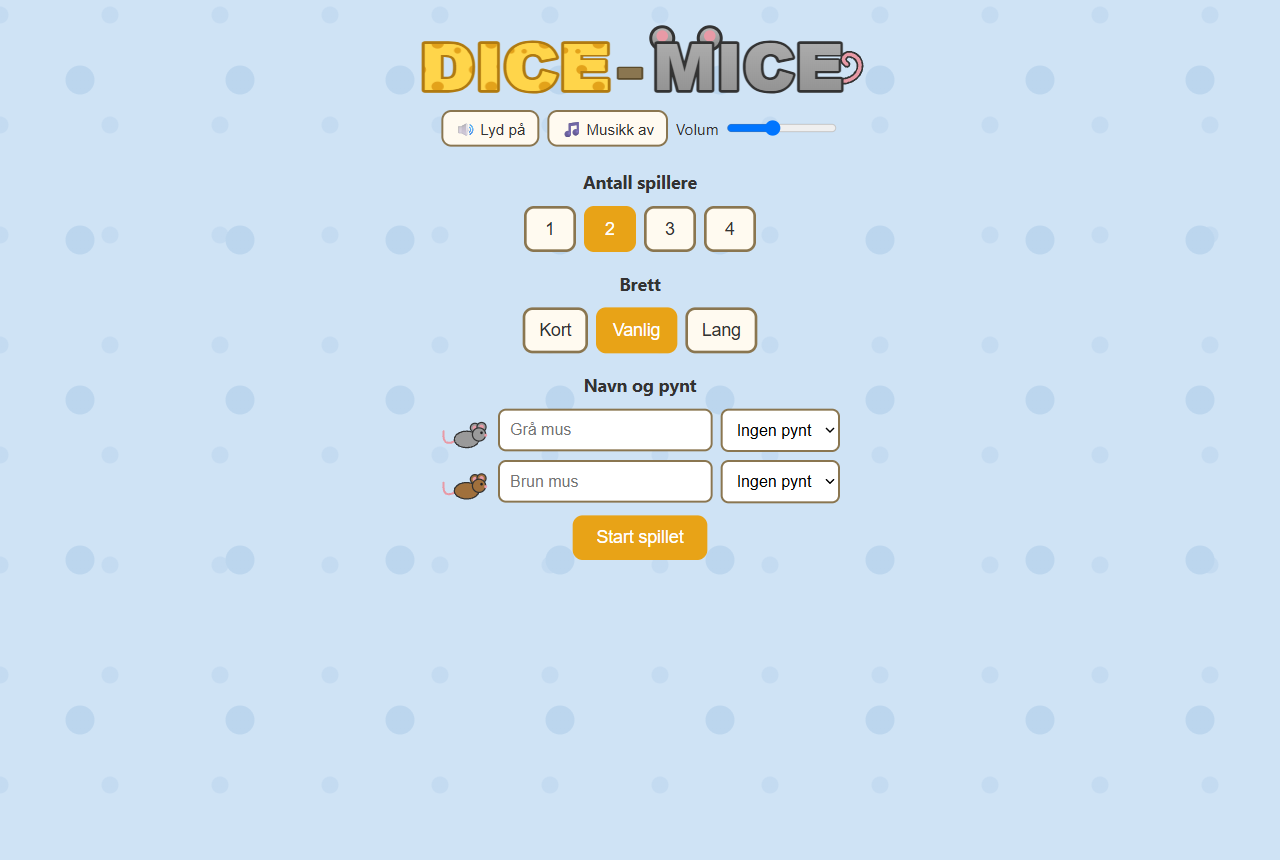 DICE-MICE
Lyd på Musikk av Volum
Antall spillere
1 2 3 4
Brett
Kort Vanlig Lang
Navn og pynt
Grå mus Ingen pynt
Brun mus Ingen pynt
Start spillet